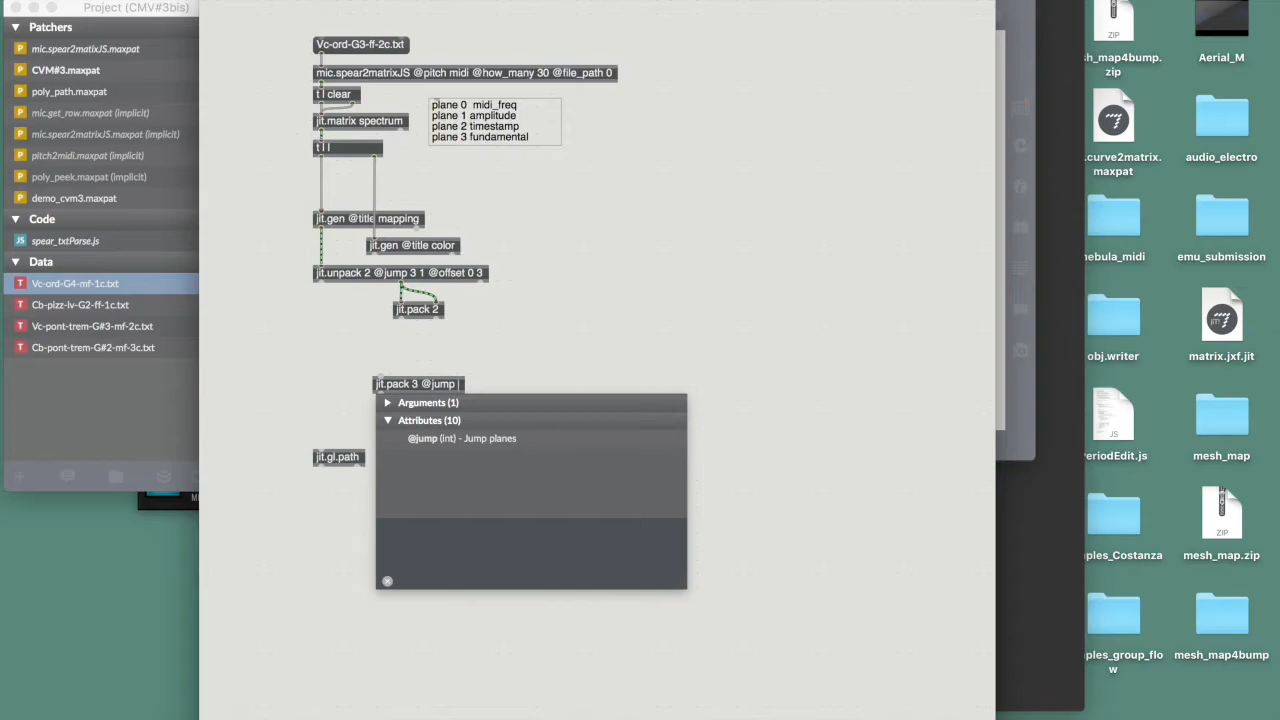 Project (CMV#3bis)
Patchers
mic.spear2matixJS.maxpat
CVM#3.maxpat
poly_path.maxpat
mic.get_row.maxpat (implicit)
mic.spear2matrixJS.maxpat (implicit)
pitch2midi.maxpat (implicit)
poly_peek.maxpat (implicit)
demo_cvm3.maxpat
Code
spear_txtParse.js
Data
Vc-ord-G4-mf-1c.txt
Cb-pizz-lv-G2-ff-1c.txt
Vc-pont-trem-G#3-mf-2c.txt
Cb-pont-trem-G#2-mf-3c.txt
Vc-ord-G3-ff-2c.txt
mic.spear2matrixJS @pitch midi @how_many 30 @file_path 0
t l clear
plane 0 midi_freq
plane 1 amplitude
plane 2 timestamp
plane 3 fundamental
jit.matrix spectrum
t l l
jit.gen @title mapping
jit.gen @title color
jit.unpack 2 @jump 3 1 @offset 0 3
jit.pack 2
jit.pack 3 @jump
Arguments (1)
Attributes (10)
@jump (int) - Jump planes
jit.gl.path
sh_map4bump.
zip
ZIP
Aerial_M
.curve2matrix.
maxpat
audio_electro
nebula_midi
emu_submission
obj.writer
jm
matrix.jxf.jit
JS
PeriodEdit.js
mesh_map
ples_Costanza
ZIP
mesh_map.zip
ples_group_flo
w
mesh_map4bump